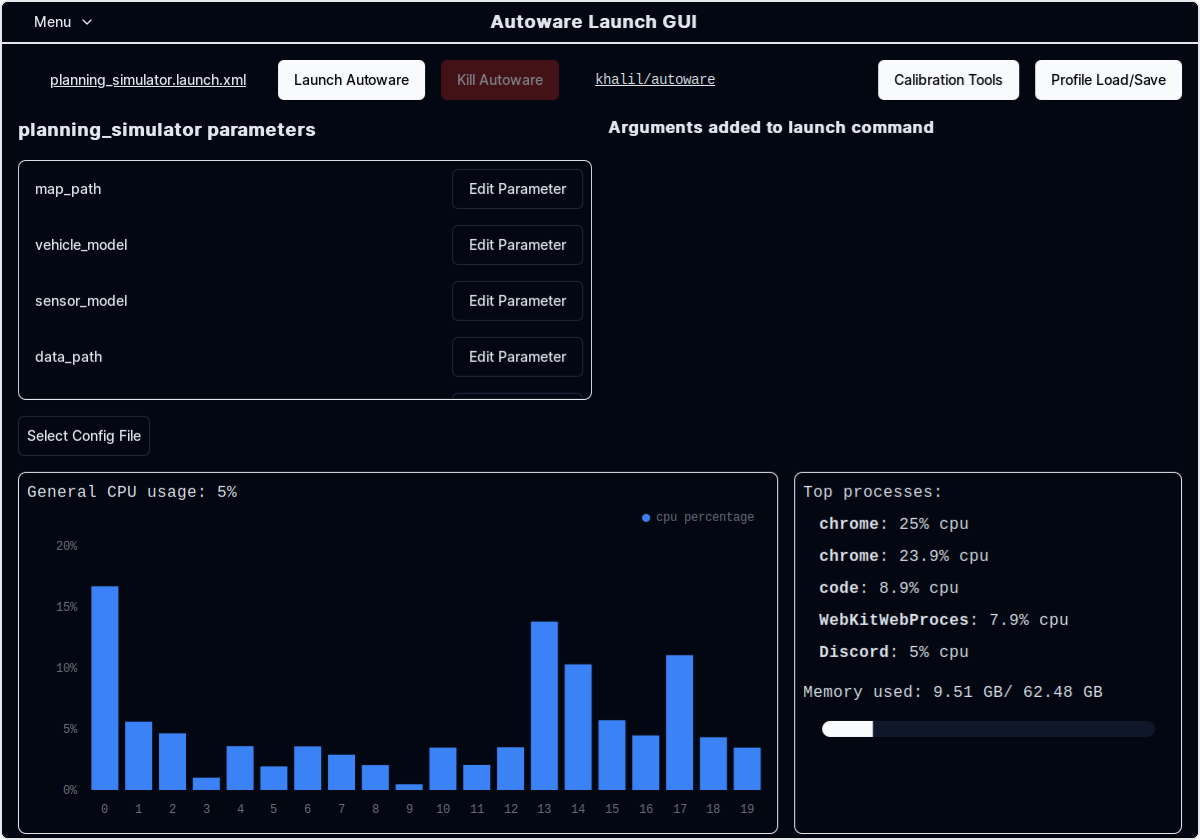 Menu
Autoware Launch GUI
planning_simulator.launch.xml
Launch Autoware
Kill Autoware
khalil/autoware
Calibration Tools
Profile Load/Save
planning_simulator parameters
Arguments added to launch command
map_path
Edit Parameter
vehicle_model
Edit Parameter
sensor_model
Edit Parameter
data_path
Edit Parameter
Select Config File
General CPU usage: 5%
cpu percentage
20%
15%
10%
5%
0%
0 1 2 3 4 5 6 7 8 9 10 11 12 13 14 15 16 17 18 19
Top processes:
chrome: 25% cpu
chrome: 23.9% cpu
code: 8.9% cpu
WebKitWebProces: 7.9% cpu
Discord: 5% cpu
Memory used: 9.51 GB/ 62.48 GB